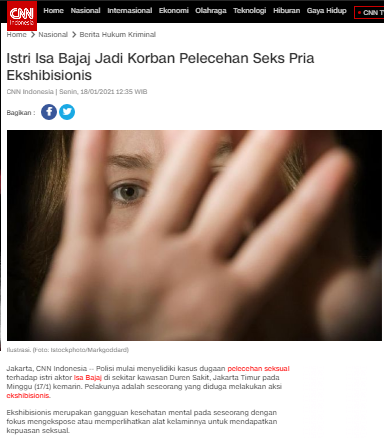 CNN Indonesia
Home Nasional Internasional Ekonomi Olahraga Teknologi Hiburan Gaya Hidup CNN T
Home > Nasional > Berita Hukum Kriminal
Istri Isa Bajaj Jadi Korban Pelecehan Seks Pria
Ekshibisionis
CNN Indonesia | Senin, 18/01/2021 12:35 WIB
Bagikan :
Ilustrasi. (Foto: Istockphoto/Markgoddard)
Jakarta, CNN Indonesia -- Polisi mulai menyelidiki kasus dugaan pelecehan seksual
terhadap istri aktor Isa Bajaj di sekitar kawasan Duren Sakit, Jakarta Timur pada
Minggu (17/1) kemarin. Pelakunya adalah seseorang yang diduga melakukan aksi
ekshibisionis.
Ekshibisionis merupakan gangguan kesehatan mental pada seseorang dengan
fokus mengekspose atau memperlihatkan alat kelaminnya untuk mendapatkan
kepuasan seksual.